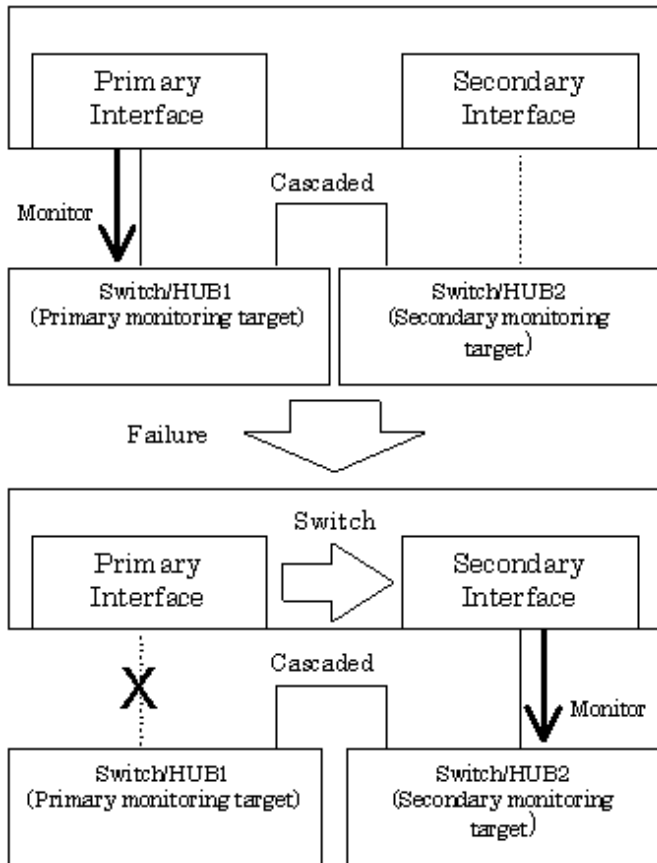 Primary
Interface
Secondary
Interface
Cascaded
Monitor
Switch/HUB1
(Primary monitoring target)
Switch/HUB2
(Secondary monitoring
target)
Failure
Switch
Primary
Interface
Secondary
Interface
X
Cascaded
Monitor
Switch/HUB1
(Primary monitoring target)
Switch/HUB2
(Secondary monitoring
target)